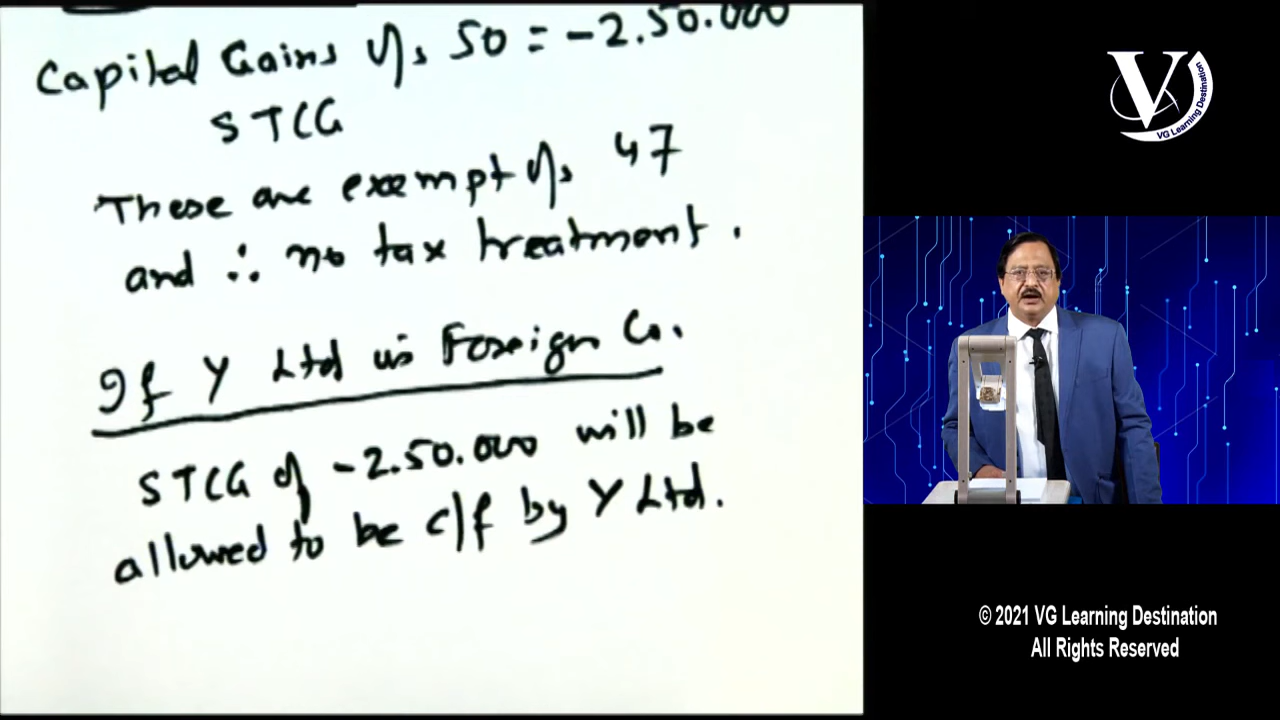 Capital Gains u/s 50 = -2.50.000
STCG
These are exempt u/s 47
and ∴ no tax treatment.
If Y Ltd is Foreign Co.
STCG of -2.50.000 will be
allowed to be c/f by Y Ltd.
V
VG Learning Destination
© 2021 VG Learning Destination
All Rights Reserved